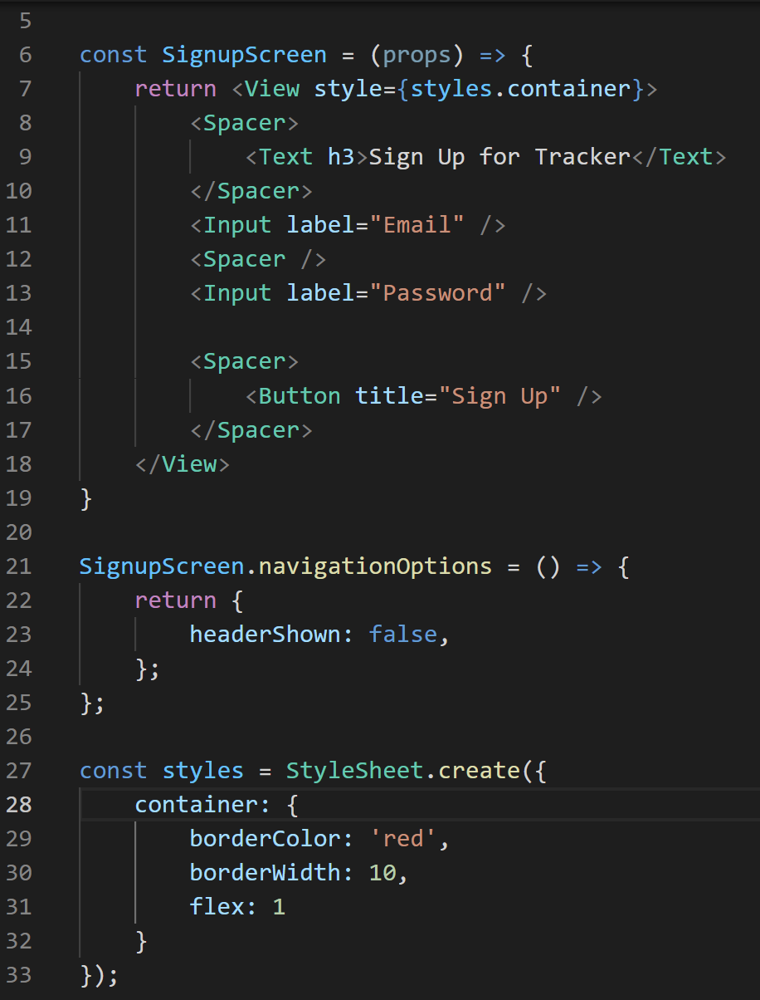 5
6 const SignupScreen = (props) => {
7     return <View style={styles.container}>
8         <Spacer>
9             <Text h3>Sign Up for Tracker</Text>
10         </Spacer>
11         <Input label="Email" />
12         <Spacer />
13         <Input label="Password" />
14
15         <Spacer>
16             <Button title="Sign Up" />
17         </Spacer>
18     </View>
19 }
20
21 SignupScreen.navigationOptions = () => {
22     return {
23         headerShown: false,
24     };
25 };
26
27 const styles = StyleSheet.create({
28     container: {
29         borderColor: 'red',
30         borderWidth: 10,
31         flex: 1
32     }
33 });